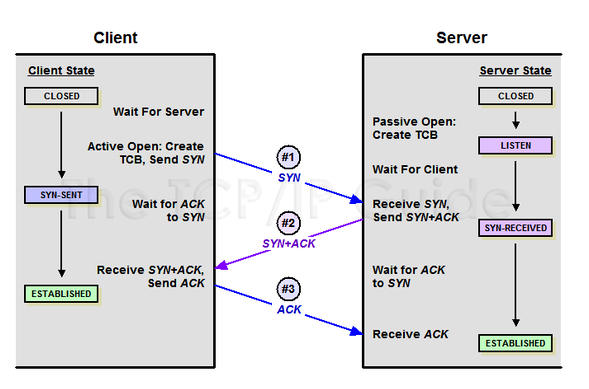 Client
Server
Client State
CLOSED
Wait For Server
Active Open: Create
TCB, Send SYN
SYN-SENT
Wait for ACK
to SYN
Receive SYN+ACK,
Send ACK
ESTABLISHED
#1
SYN
#2
SYN+ACK
#3
ACK
Server State
CLOSED
Passive Open:
Create TCB
LISTEN
Wait For Client
Receive SYN,
Send SYN+ACK
SYN-RECEIVED
Wait for ACK
to SYN
Receive ACK
ESTABLISHED
The TCP/IP Guide